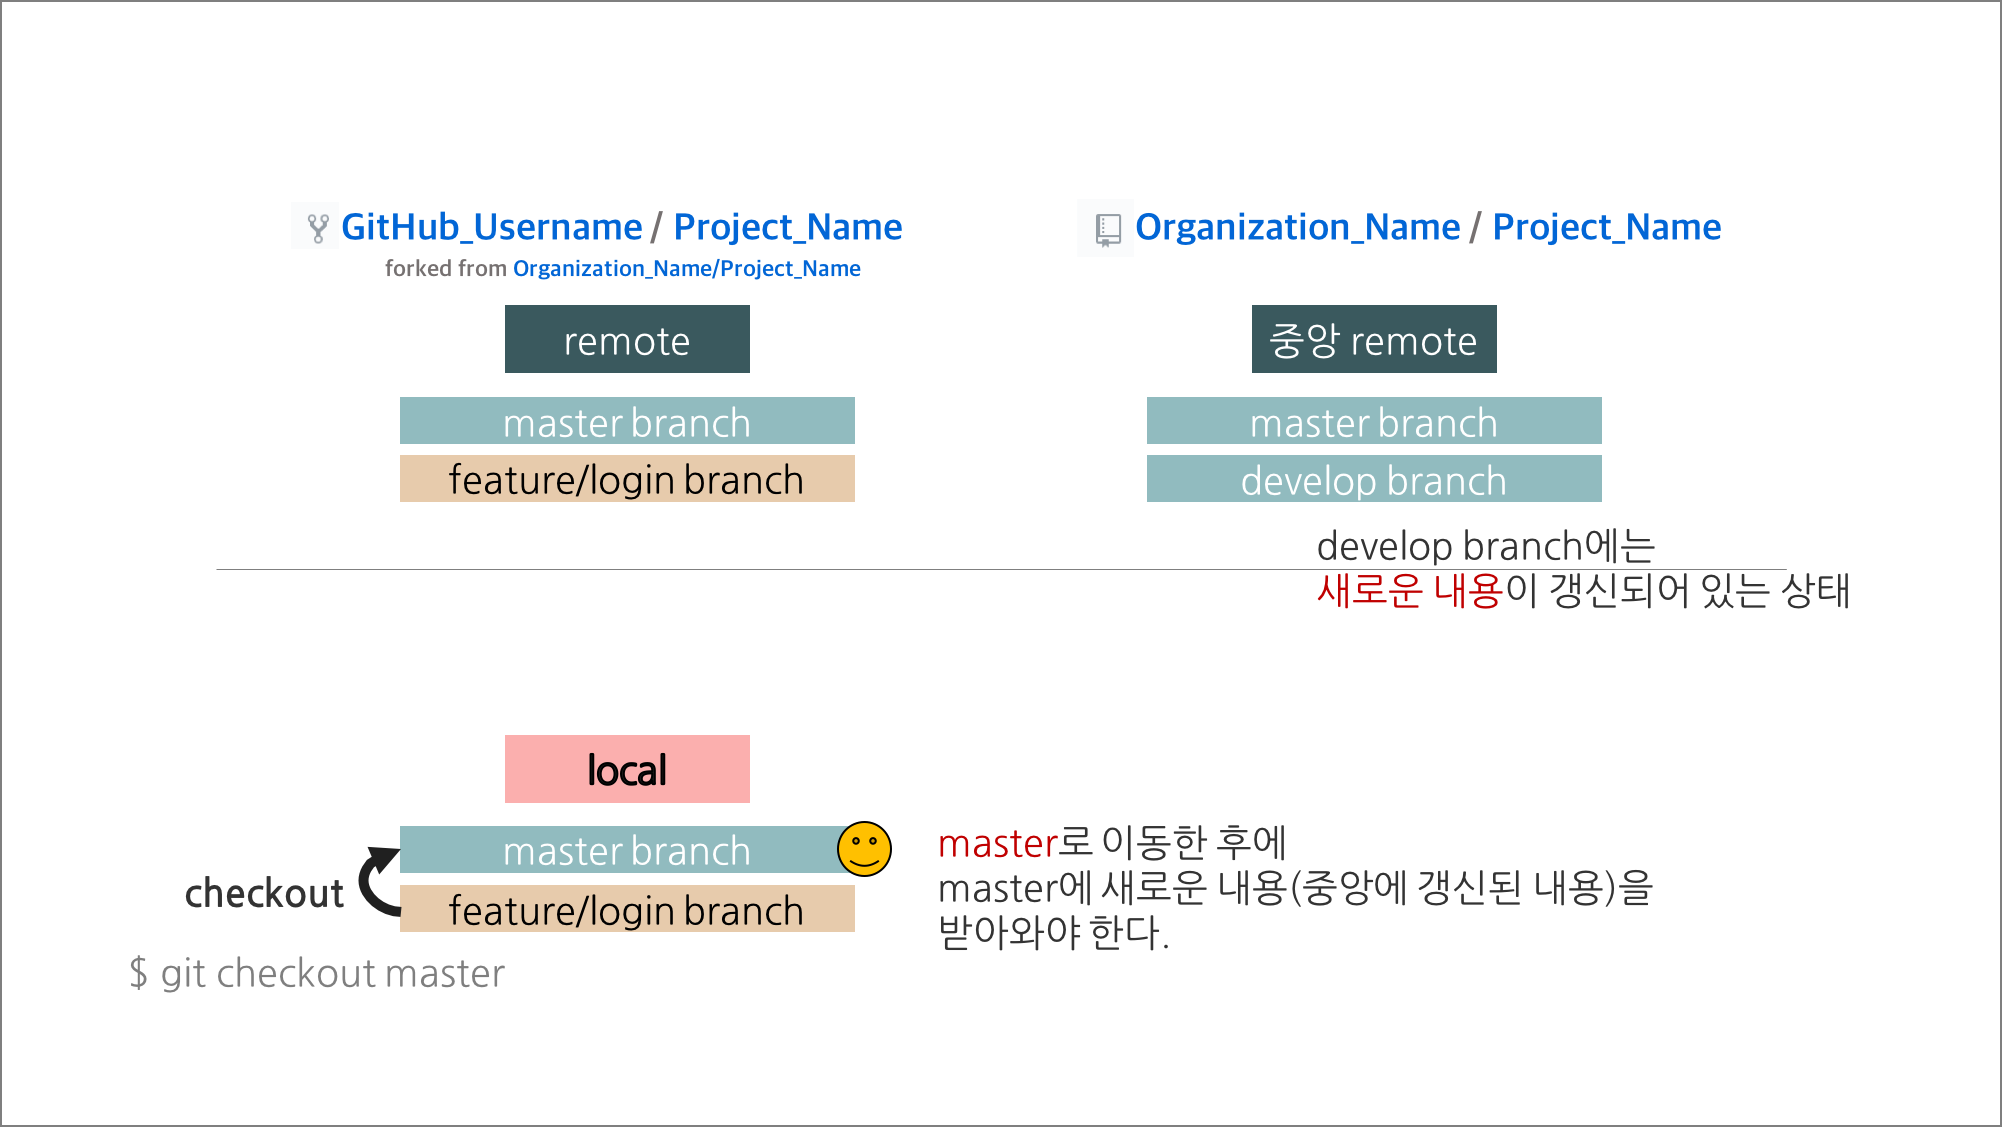 GitHub_Username / Project_Name
forked from Organization_Name/Project_Name
remote
master branch
feature/login branch
Organization_Name / Project_Name
중앙 remote
master branch
develop branch
develop branch에는
새로운 내용이 갱신되어 있는 상태
local
master branch
feature/login branch
checkout
$ git checkout master
master로 이동한 후에
master에 새로운 내용(중앙에 갱신된 내용)을
받아와야 한다.